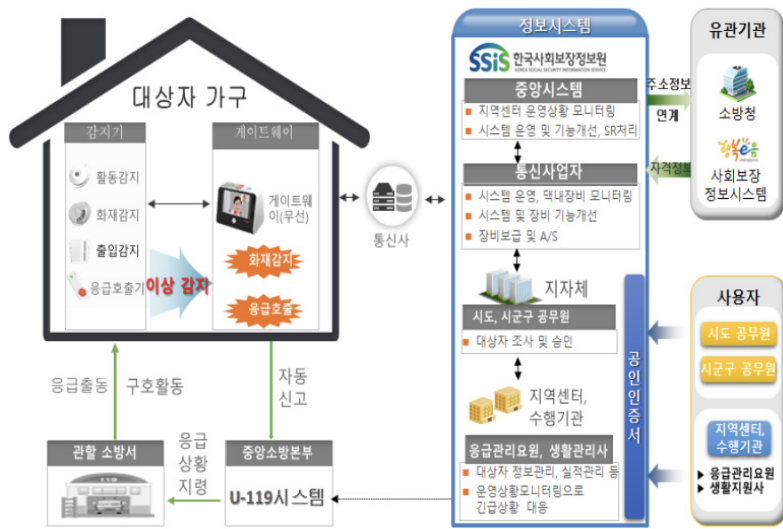 대상자 가구
감지기
활동감지
화재감지
출입감지
응급호출기
이상 감자
게이트웨이
게이트웨
이(무선)
화재감지
응급호출
통신사
응급출동
구호활동
자동
신고
관할 소방서
응급
상황
지령
중앙소방본부
U-119시스템
정보시스템
SSiS 한국사회보장정보원
KOREA SOCIAL SECURITY INFORMATION SERVICE
중앙시스템
지역센터 운영상황 모니터링
시스템 운영 및 기능개선, SR처리
통신사업자
시스템 운영, 댁내장비 모니터링
시스템 및 장비 기능개선
장비보급 및 A/S
지자체
시도, 시군구 공무원
대상자 조사 및 승인
지역센터,
수행기관
응급관리요원, 생활관리사
대상자 정보관리, 실적관리 등
운영상황모니터링으로
긴급상황 대응
공인인증서
주소정보
연계
자격정보
유관기관
소방청
행복e음
사회보장
정보시스템
사용자
시도 공무원
시군구 공무원
지역센터,
수행기관
▶ 응급관리요원
▶ 생활지원사